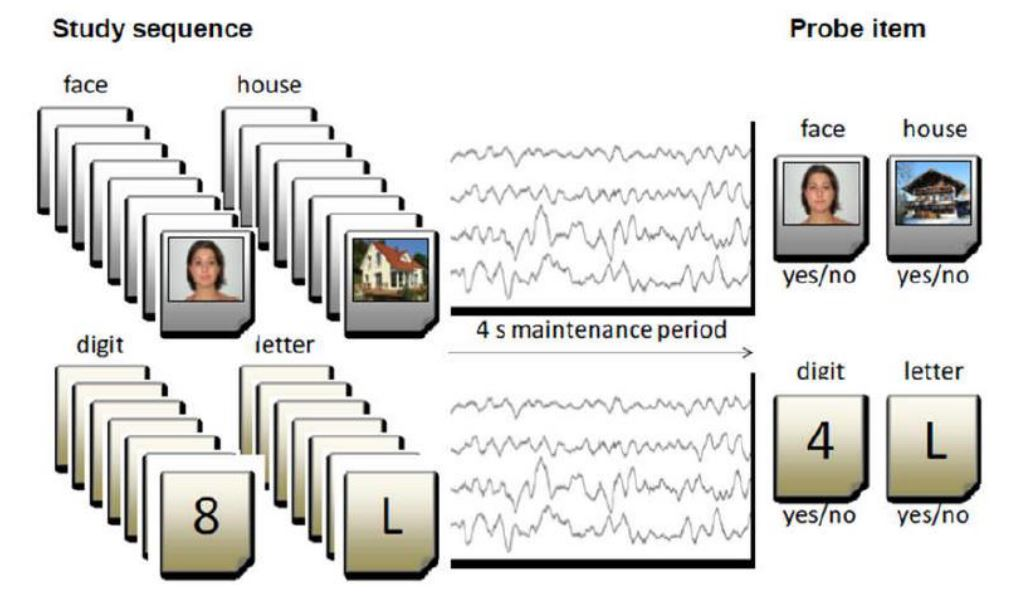 Study sequence
Probe item
face
house
face
house
yes/no
yes/no
4 s maintenance period
digit
letter
digit
letter
8
L
4
L
yes/no
yes/no